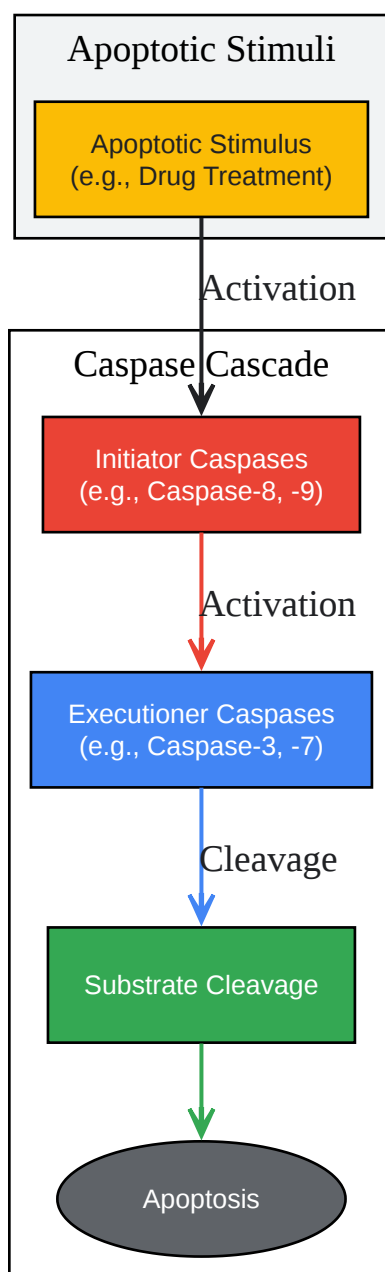 Apoptotic Stimuli
Apoptotic Stimulus
(e.g., Drug Treatment)
Activation
Caspase Cascade
Initiator Caspases
(e.g., Caspase-8, -9)
Activation
Executioner Caspases
(e.g., Caspase-3, -7)
Cleavage
Substrate Cleavage
Apoptosis